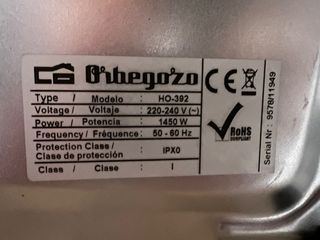 Orbegozo
Type / Modelo : HO-392
Voltage / Voltaje : 220-240 V (~)
Power / Potencia : 1450 W
Frequency / Fréquence : 50 - 60 Hz
Protection Class /
Clase de protección : IPX0
Class / Clase : I
CE
RoHS
COMPLIANT
Serial Nr : 9578/11949